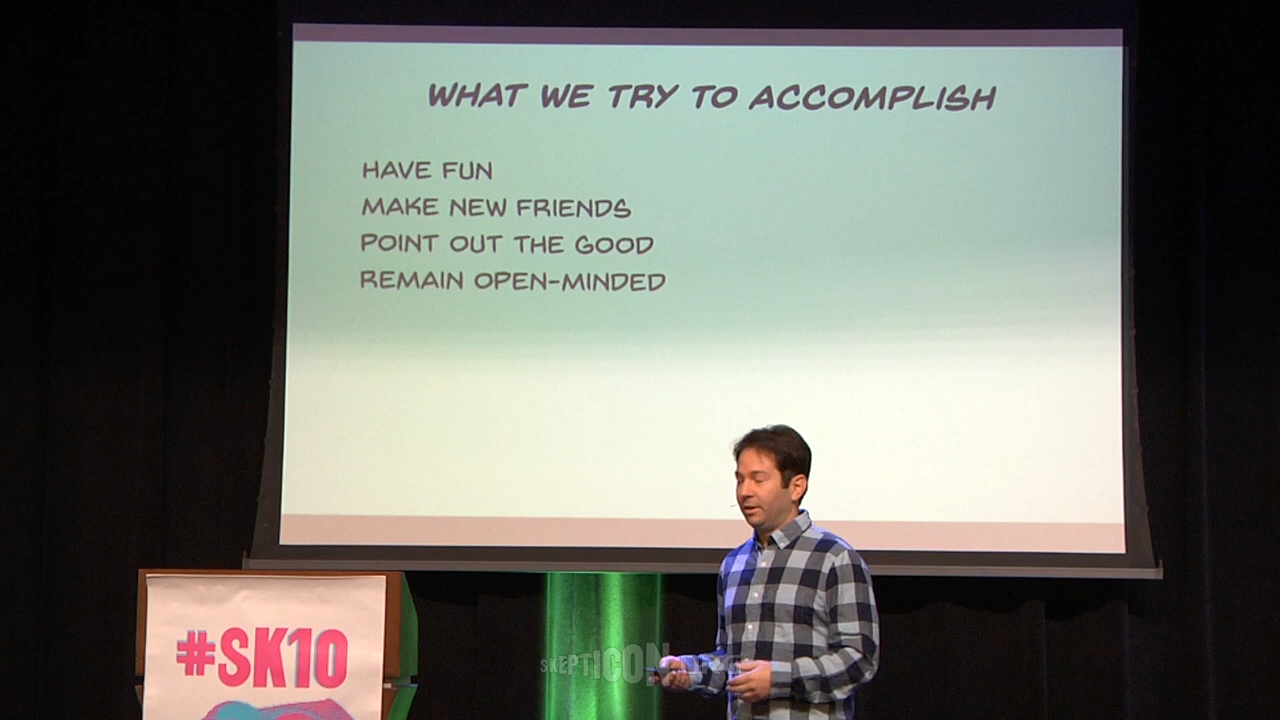 WHAT WE TRY TO ACCOMPLISH
HAVE FUN
MAKE NEW FRIENDS
POINT OUT THE GOOD
REMAIN OPEN-MINDED
#SK10
SKEPTICON